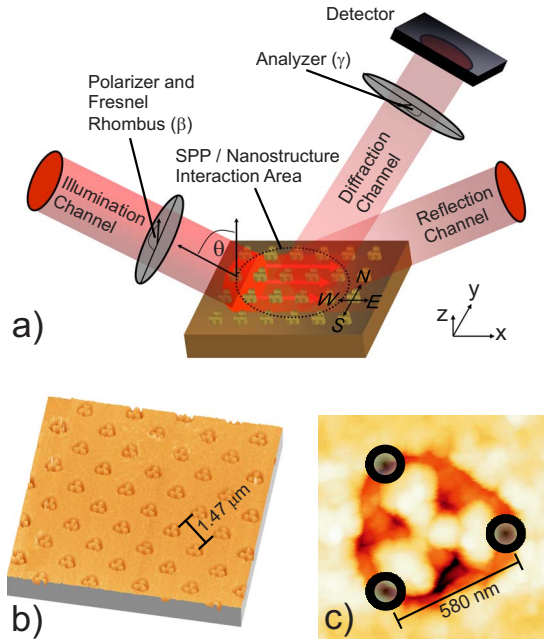 Detector
Analyzer (γ)
Polarizer and
Fresnel
Rhombus (β)
SPP / Nanostructure
Interaction Area
Illumination
Channel
Diffraction
Channel
Reflection
Channel
θ
N
W E
S
y
z
x
a)
1.47 μm
b)
580 nm
c)